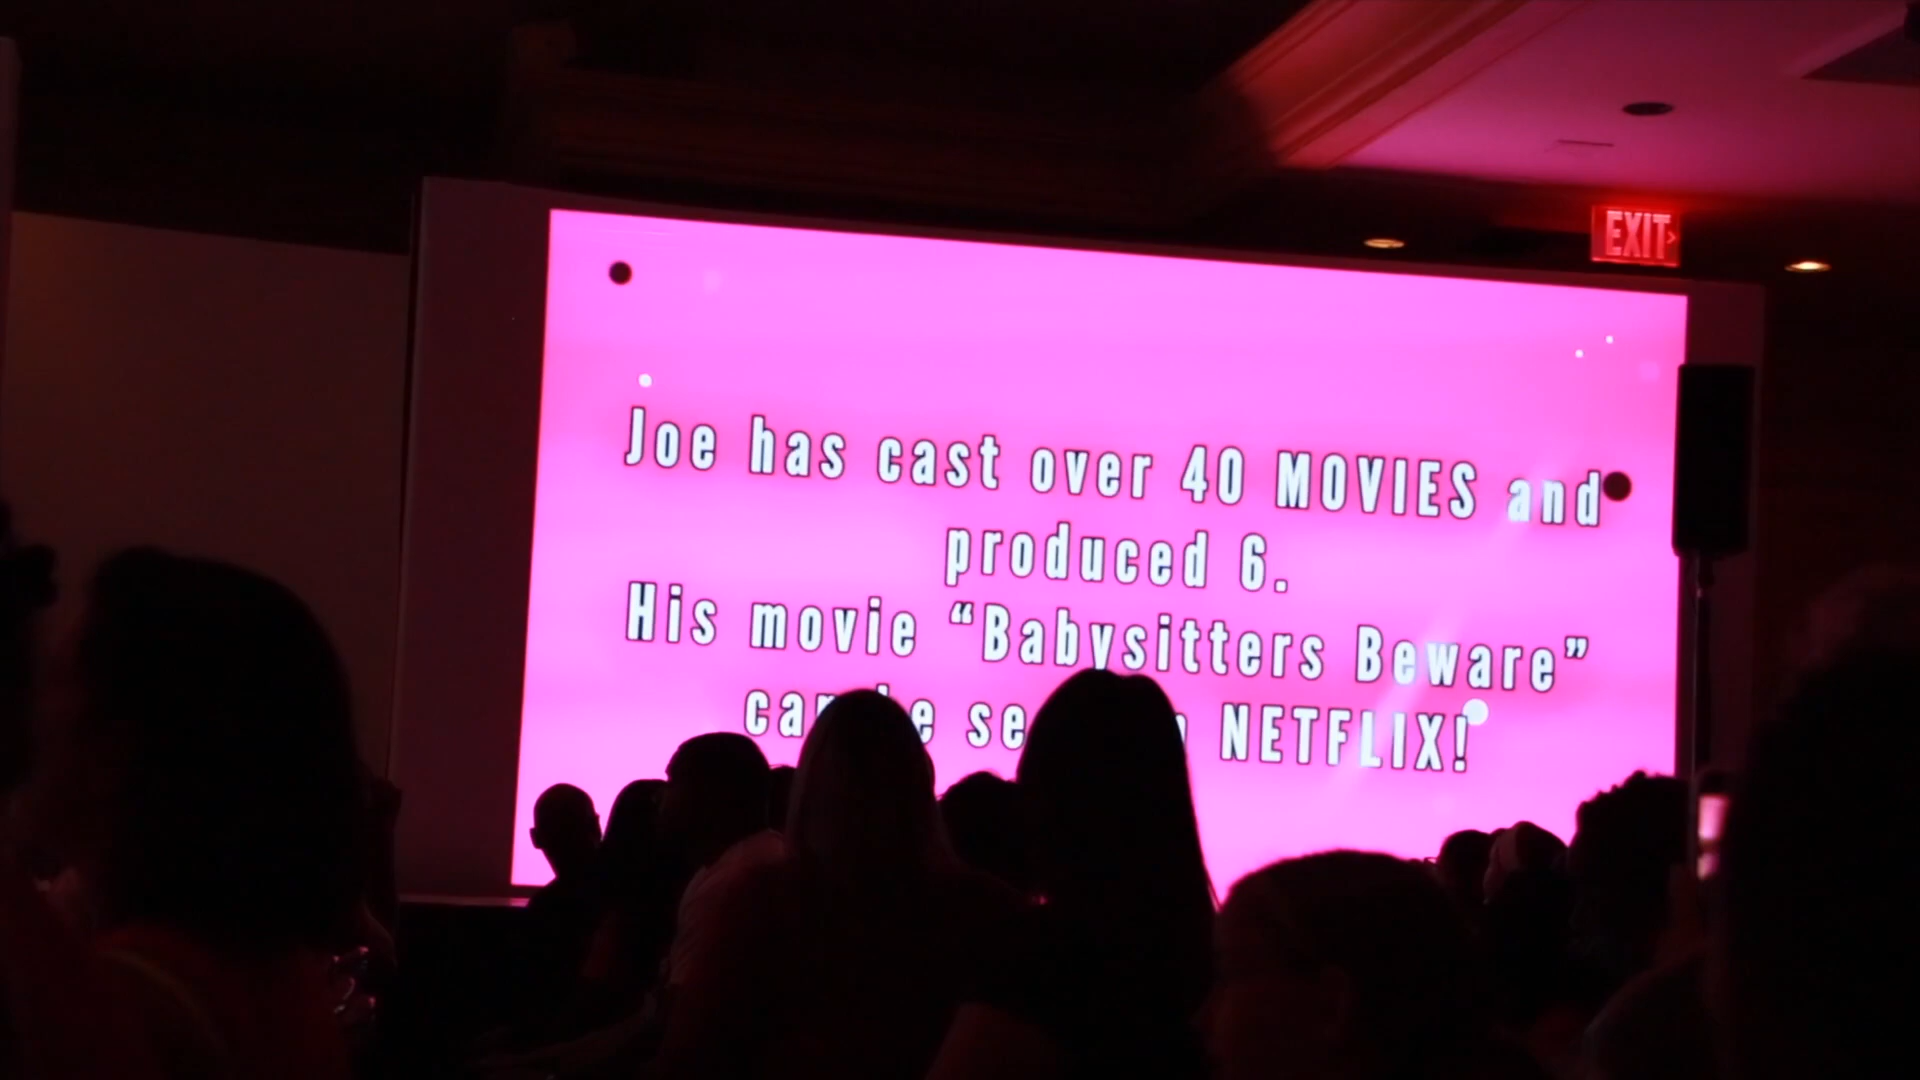 EXIT
Joe has cast over 40 MOVIES and
produced 6.
His movie “Babysitters Beware”
NETFLIX!